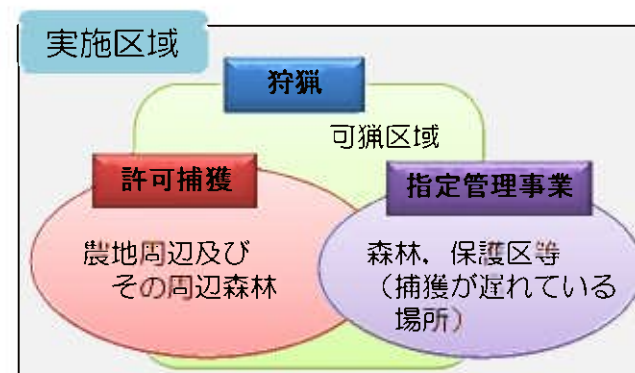 実施区域
狩猟
可猟区域
許可捕獲
指定管理事業
農地周辺及び
その周辺森林
森林，保護区等
（捕獲が遅れている
場所）